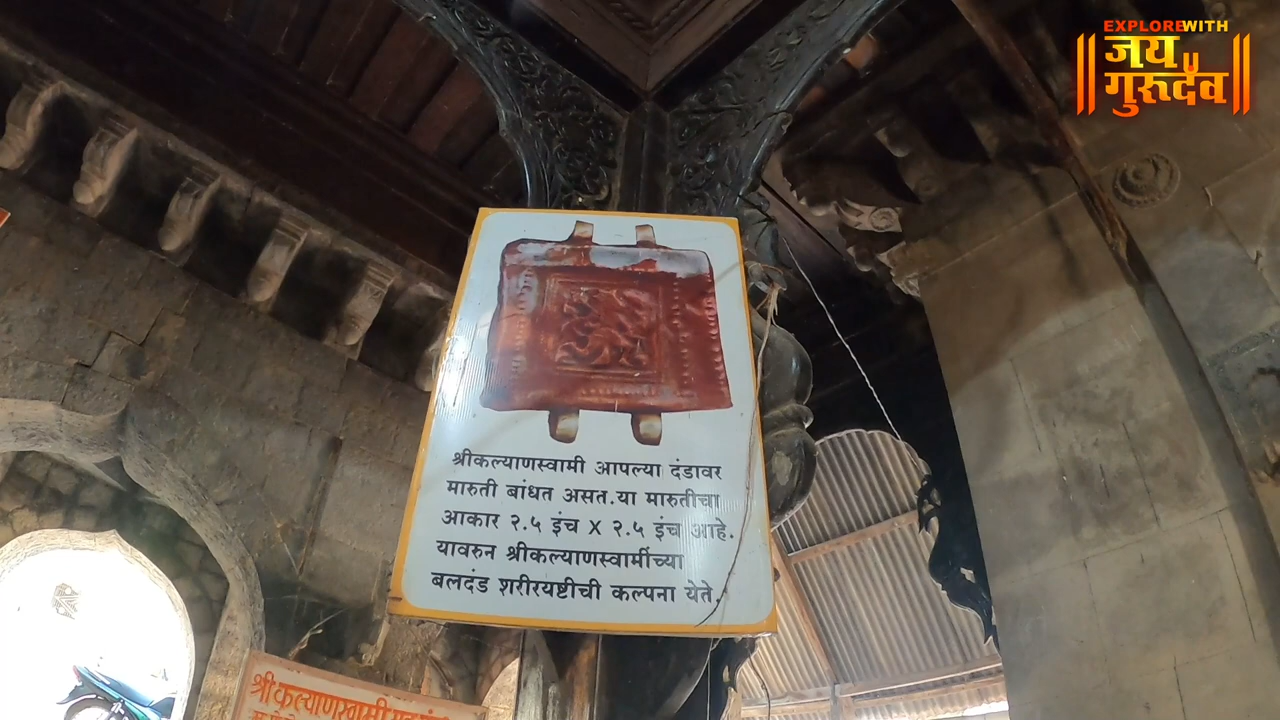 EXPLORE WITH
जय
गुरूदेव
श्रीकल्याणस्वामी आपल्या दंडावर
मारुती बांधत असत.या मारुतीचा
आकार २.५ इंच X २.५ इंच आहे.
यावरुन श्रीकल्याणस्वामींच्या
बलदंड शरीरयष्टीची कल्पना येते.
श्रीकल्याणस्वामी